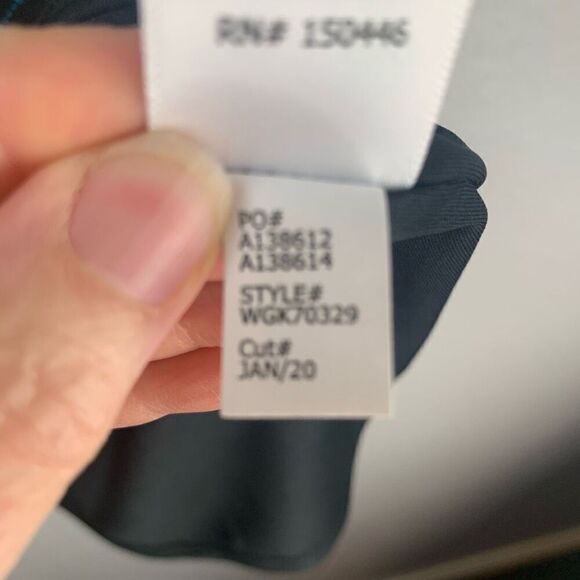 RN# 150446
PO#
A138612
A138614
STYLE#
WGK70329
Cut#
JAN/20